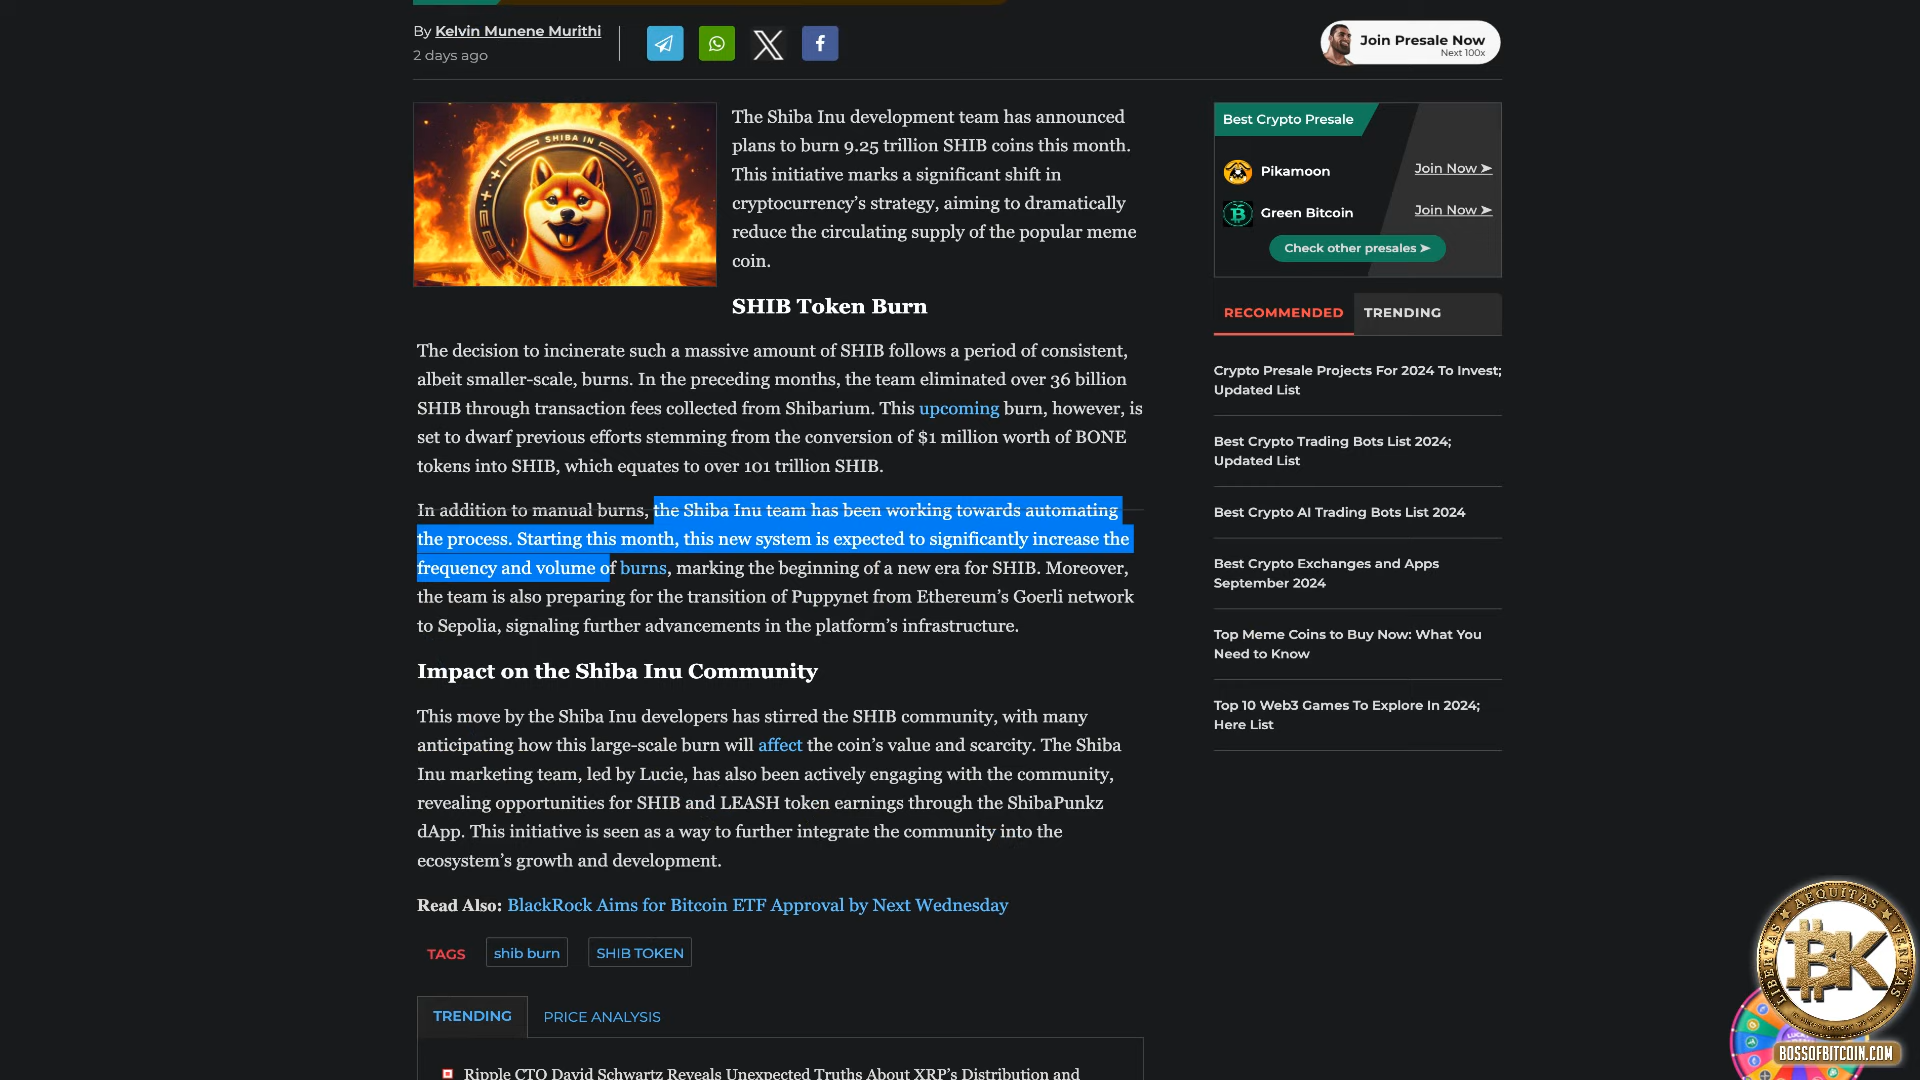 By Kelvin Munene Murithi
2 days ago
Join Presale Now
Next 100x
SHIBA IN
The Shiba Inu development team has announced
plans to burn 9.25 trillion SHIB coins this month.
This initiative marks a significant shift in
cryptocurrency's strategy, aiming to dramatically
reduce the circulating supply of the popular meme
coin.
SHIB Token Burn
The decision to incinerate such a massive amount of SHIB follows a period of consistent,
albeit smaller-scale, burns. In the preceding months, the team eliminated over 36 billion
SHIB through transaction fees collected from Shibarium. This upcoming burn, however, is
set to dwarf previous efforts stemming from the conversion of $1 million worth of BONE
tokens into SHIB, which equates to over 101 trillion SHIB.
In addition to manual burns, the Shiba Inu team has been working towards automating
the process. Starting this month, this new system is expected to significantly increase the
frequency and volume of burns, marking the beginning of a new era for SHIB. Moreover,
the team is also preparing for the transition of Puppynet from Ethereum's Goerli network
to Sepolia, signaling further advancements in the platform's infrastructure.
Impact on the Shiba Inu Community
This move by the Shiba Inu developers has stirred the SHIB community, with many
anticipating how this large-scale burn will affect the coin's value and scarcity. The Shiba
Inu marketing team, led by Lucie, has also been actively engaging with the community,
revealing opportunities for SHIB and LEASH token earnings through the ShibaPunkz
dApp. This initiative is seen as a way to further integrate the community into the
ecosystem's growth and development.
Read Also: BlackRock Aims for Bitcoin ETF Approval by Next Wednesday
TAGS shib burn SHIB TOKEN
TRENDING PRICE ANALYSIS
Ripple CTO David Schwartz Reveals Unexpected Truths About XRP's Distribution and
Best Crypto Presale
Pikamoon Join Now ➤
Green Bitcoin Join Now ➤
Check other presales ➤
RECOMMENDED TRENDING
Crypto Presale Projects For 2024 To Invest;
Updated List
Best Crypto Trading Bots List 2024;
Updated List
Best Crypto AI Trading Bots List 2024
Best Crypto Exchanges and Apps
September 2024
Top Meme Coins to Buy Now: What You
Need to Know
Top 10 Web3 Games To Explore In 2024;
Here List
LIBERTAS AEQUITAS VERITAS
BK
BOSSOFBITCOIN.COM